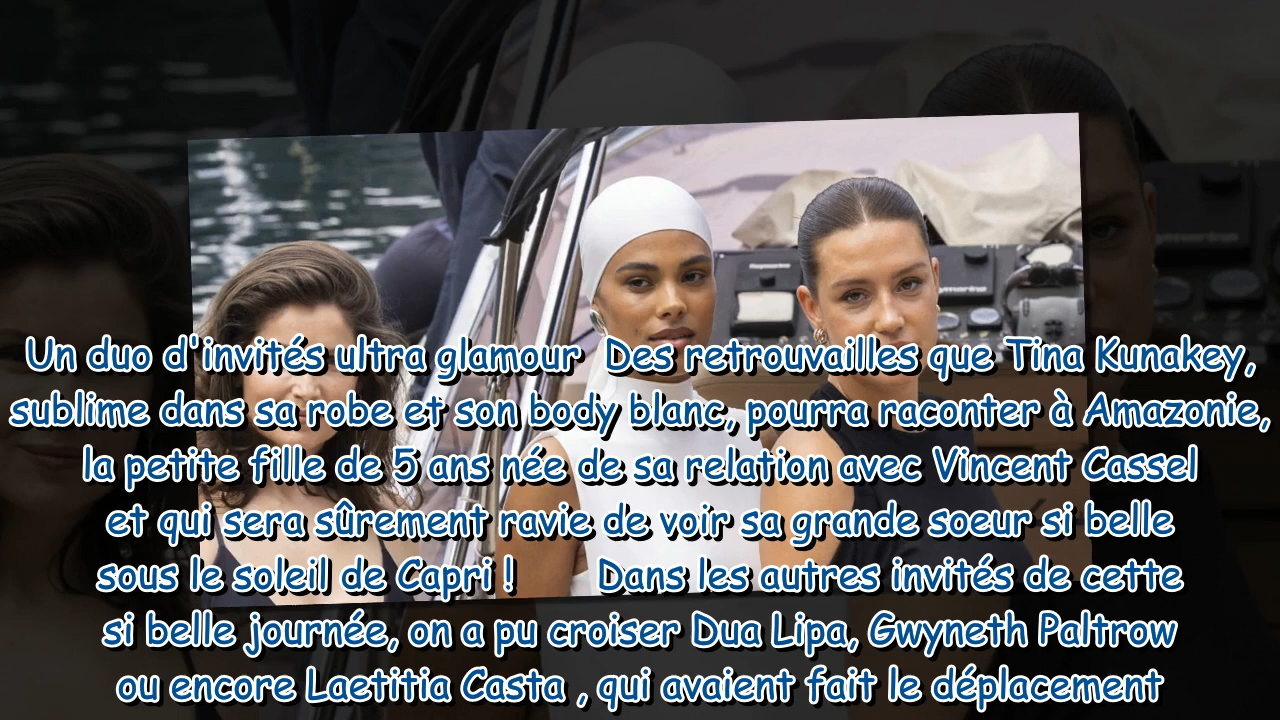 Raymarine
Raymarine
Un duo d'invités ultra glamour Des retrouvailles que Tina Kunakey,
sublime dans sa robe et son body blanc, pourra raconter à Amazonie,
la petite fille de 5 ans née de sa relation avec Vincent Cassel
et qui sera sûrement ravie de voir sa grande soeur si belle
sous le soleil de Capri ! Dans les autres invités de cette
si belle journée, on a pu croiser Dua Lipa, Gwyneth Paltrow
ou encore Laetitia Casta , qui avaient fait le déplacement